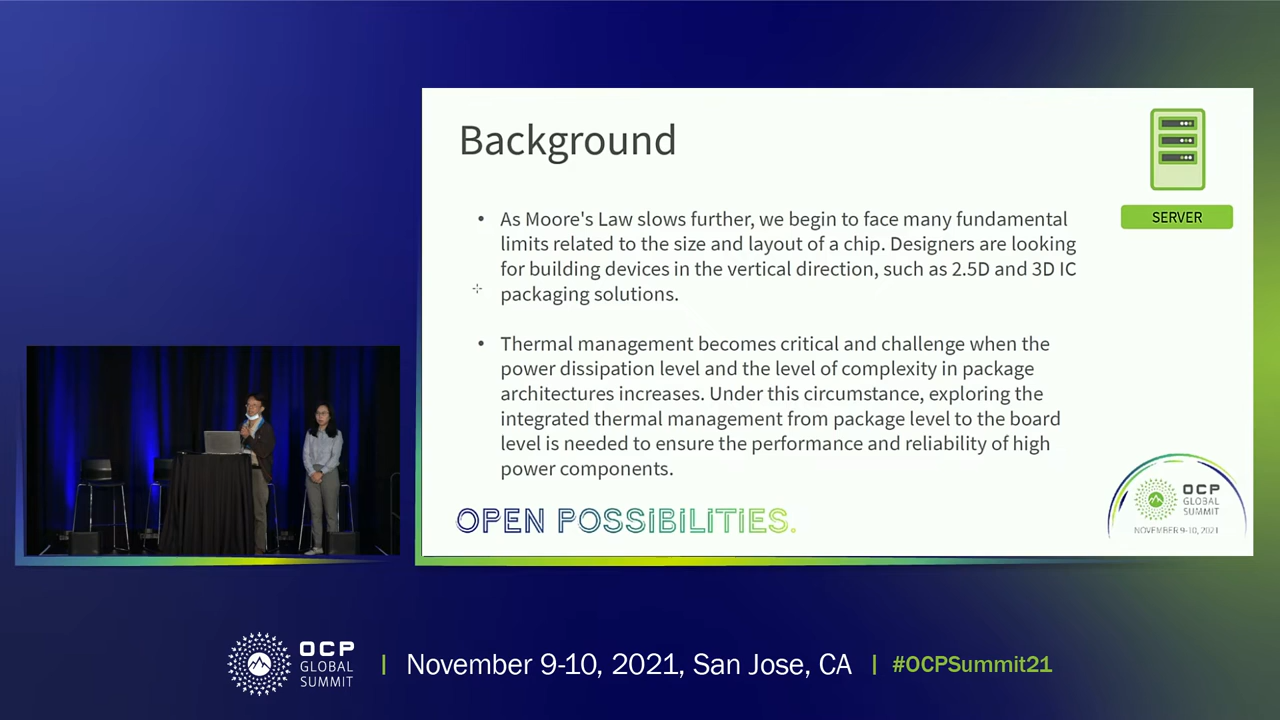 Background
SERVER
• As Moore's Law slows further, we begin to face many fundamental
limits related to the size and layout of a chip. Designers are looking
for building devices in the vertical direction, such as 2.5D and 3D IC
packaging solutions.
• Thermal management becomes critical and challenge when the
power dissipation level and the level of complexity in package
architectures increases. Under this circumstance, exploring the
integrated thermal management from package level to the board
level is needed to ensure the performance and reliability of high
power components.
OPEN POSSIBILITIES.
OCP
GLOBAL
SUMMIT
NOVEMBER 9-10, 2021
OCP
GLOBAL
SUMMIT
| November 9-10, 2021, San Jose, CA | #OCPSummit21